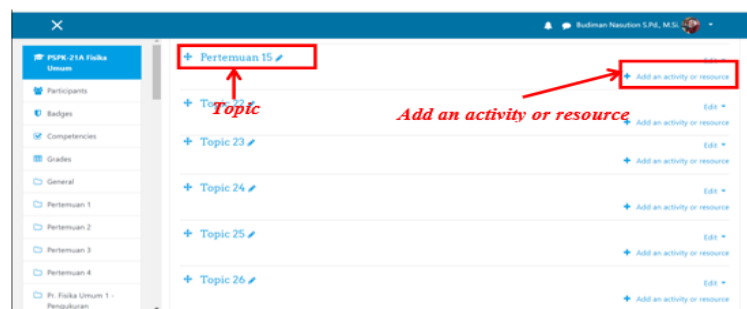 Budiman Nasution S.Pd., M.Si.
PSPK-21A Fisika
Umum
Participants
Badges
Competencies
Grades
General
Pertemuan 1
Pertemuan 2
Pertemuan 3
Pertemuan 4
Pr. Fisika Umum 1 -
Pengukuran
Pertemuan 15
Edit
Add an activity or resource
Topic
Add an activity or resource
Topic 22
Edit
Add an activity or resource
Topic 23
Edit
Add an activity or resource
Topic 24
Edit
Add an activity or resource
Topic 25
Edit
Add an activity or resource
Topic 26
Edit
Add an activity or resource